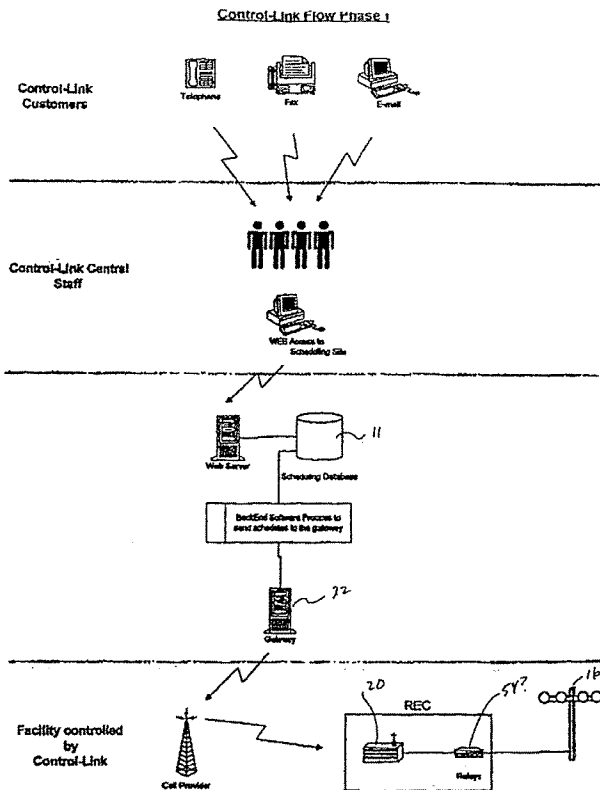 Control-Link Flow Phase I
Control-Link
Customers
Telephone
Fax
E-mail
Control-Link Central
Staff
WEB Access to
Scheduling Site
11
Web Server
Scheduling Database
BackEnd Software Process to
send schedules to the gateway
22
Gateway
20
54?
16
REC
Facility controlled
by
Control-Link
Cell Provider
Relays